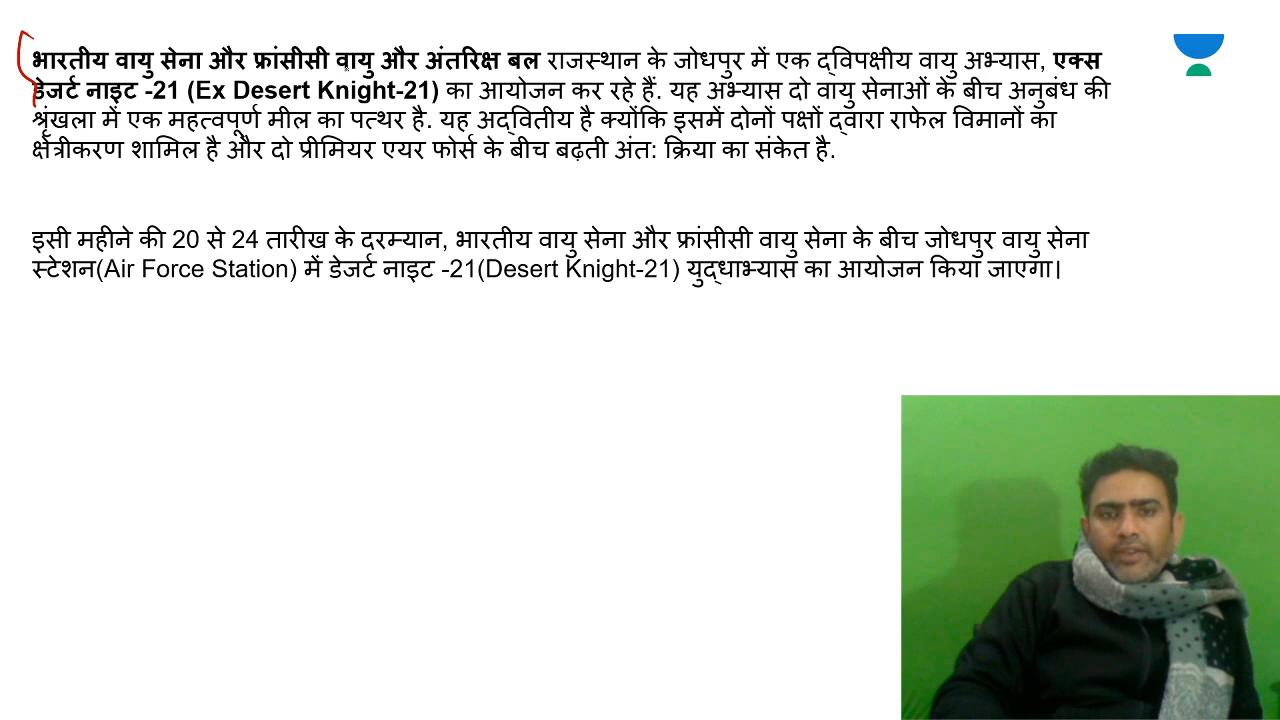 भारतीय वायु सेना और फ्रांसीसी वायु और अंतरिक्ष बल राजस्थान के जोधपुर में एक द्विपक्षीय वायु अभ्यास, एक्स
डेजर्ट नाइट -21 (Ex Desert Knight-21) का आयोजन कर रहे हैं. यह अभ्यास दो वायु सेनाओं के बीच अनुबंध की
श्रृंखला में एक महत्वपूर्ण मील का पत्थर है. यह अद्वितीय है क्योंकि इसमें दोनों पक्षों द्वारा राफेल विमानों का
क्षेत्रीकरण शामिल है और दो प्रीमियर एयर फोर्स के बीच बढ़ती अंत: क्रिया का संकेत है.
इसी महीने की 20 से 24 तारीख के दरम्यान, भारतीय वायु सेना और फ्रांसीसी वायु सेना के बीच जोधपुर वायु सेना
स्टेशन(Air Force Station) में डेजर्ट नाइट -21(Desert Knight-21) युद्धाभ्यास का आयोजन किया जाएगा।